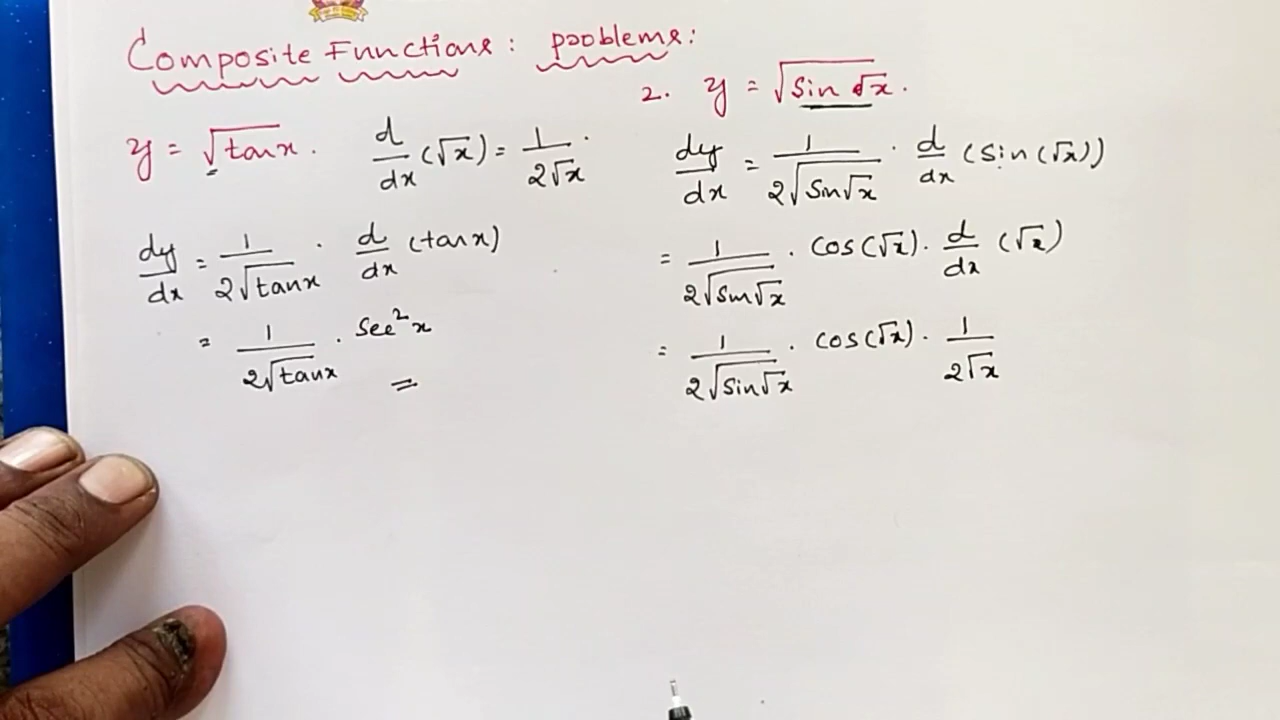 Composite Functions: problems:
y = √tanx. d/dx (√x) = 1/2√x.
dy/dx = 1/2√tanx · d/dx (tanx)
= 1/2√tanx · sec²x
2. y = √sin √x.
dy/dx = 1/2√sin√x · d/dx (sin(√x))
= 1/2√sin√x · cos(√x) · d/dx (√x)
= 1/2√sin√x · cos(√x) · 1/2√x